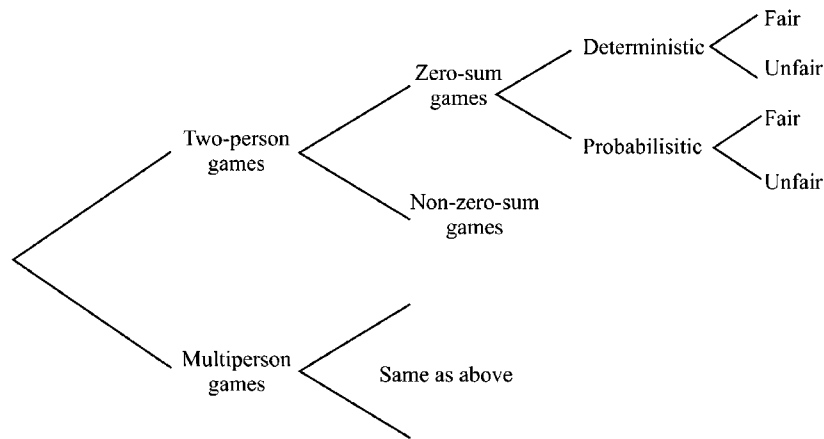 Fair
Deterministic
Unfair
Zero-sum
games
Fair
Probabilisitic
Unfair
Two-person
games
Non-zero-sum
games
Multiperson
games
Same as above